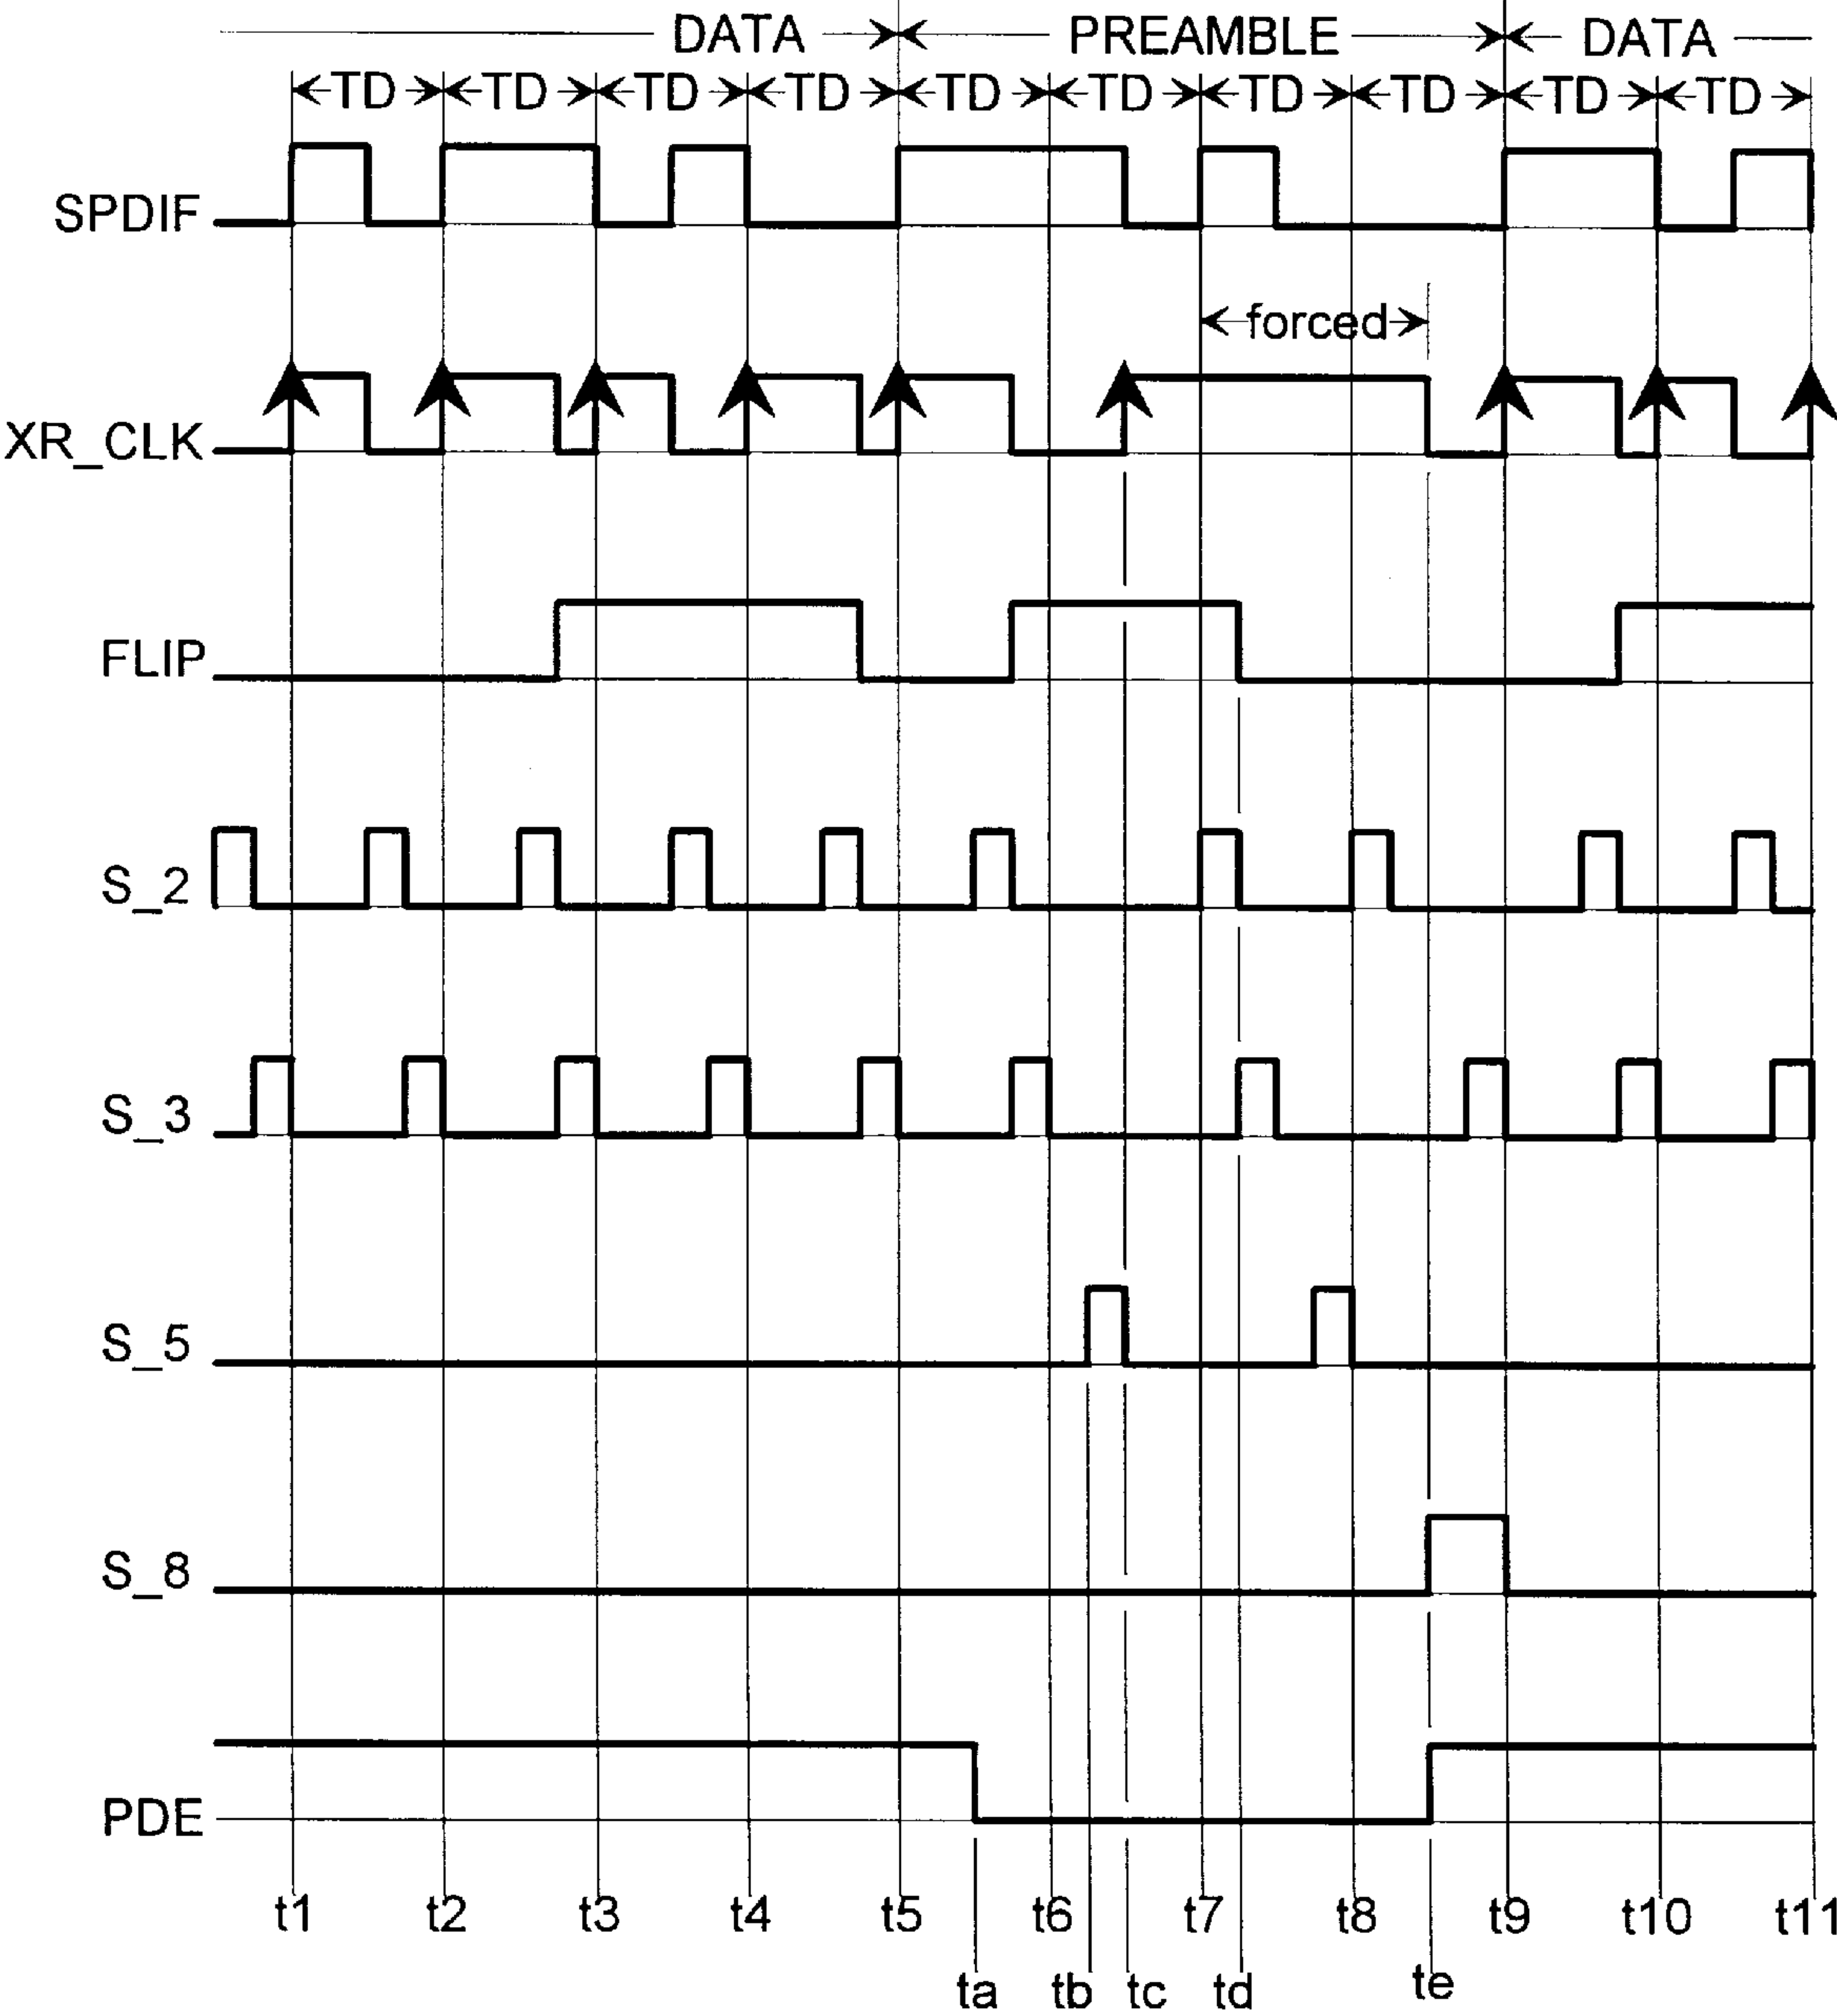 DATA PREAMBLE DATA
TD TD TD TD TD TD TD TD TD TD
SPDIF
forced
XR_CLK
FLIP
S_2
S_3
S_5
S_8
PDE
t1 t2 t3 t4 t5 t6 t7 t8 t9 t10 t11
ta tb tc td te